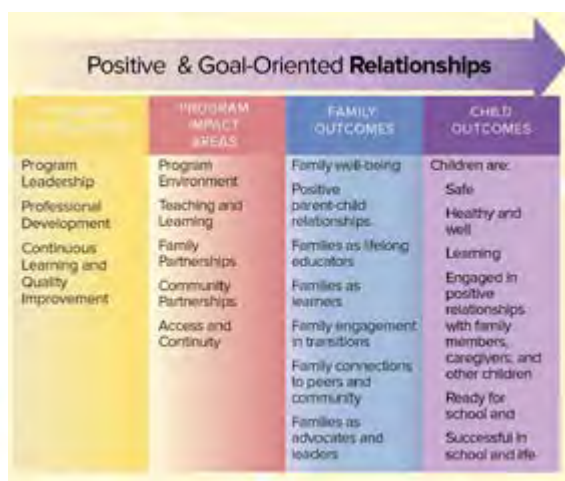 Positive & Goal-Oriented Relationships
PROGRAM
IMPACT
AREAS
FAMILY
OUTCOMES
CHILD
OUTCOMES
Program
Leadership
Professional
Development
Continuous
Learning and
Quality
Improvement
Program
Environment
Teaching and
Learning
Family
Partnerships
Community
Partnerships
Access and
Continuity
Family well-being
Positive
parent-child
relationships
Families as lifelong
educators
Families as
learners
Family engagement
in transitions
Family connections
to peers and
community
Families as
advocates and
leaders
Children are:
Safe
Healthy and
well
Learning
Engaged in
positive
relationships
with family
members,
caregivers, and
other children
Ready for
school and
Successful in
school and life